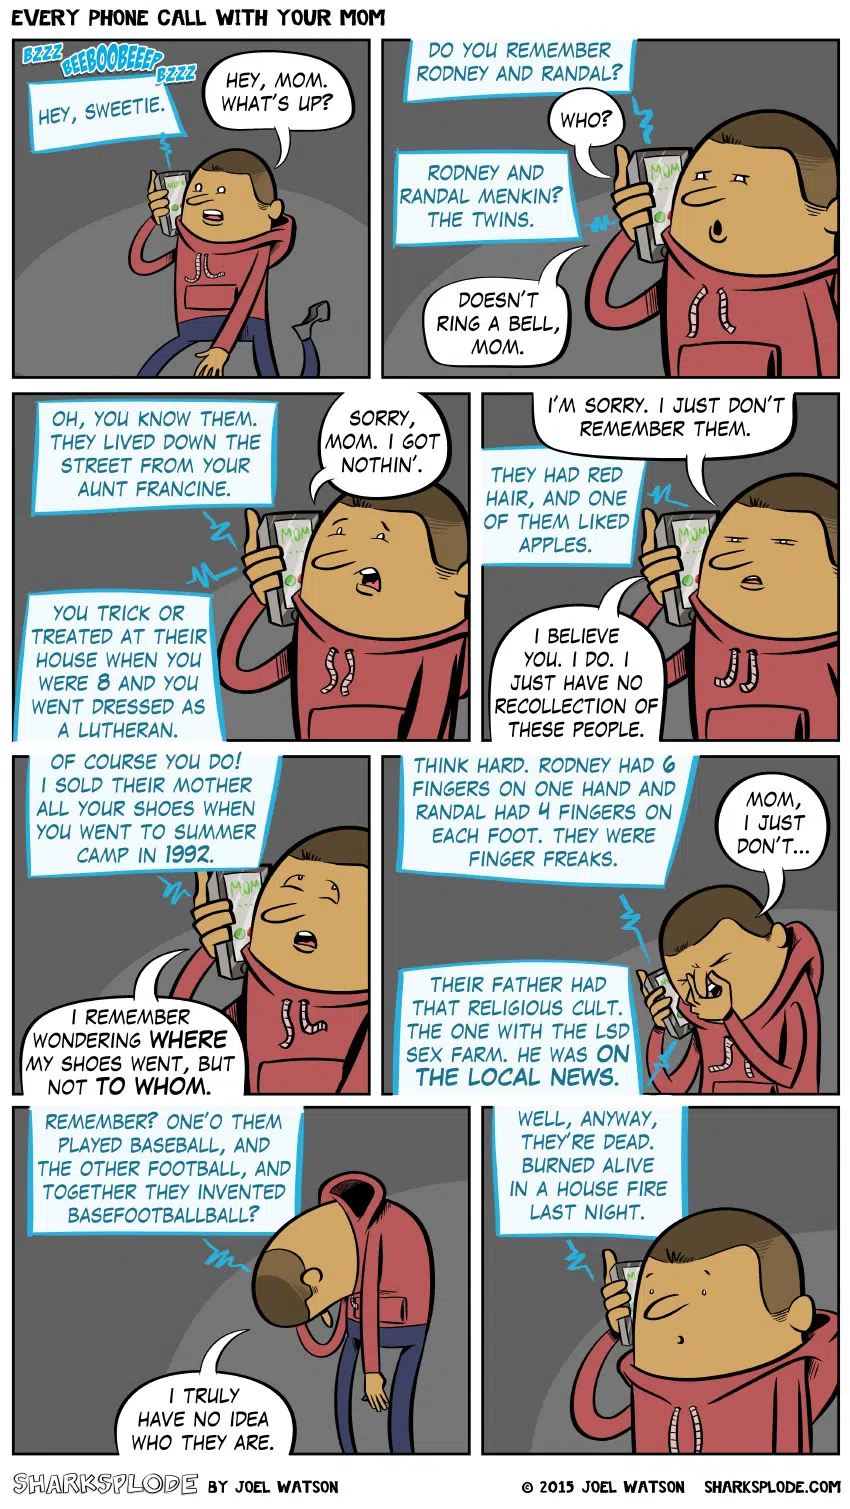 EVERY PHONE CALL WITH YOUR MOM
BZZZ
BEEBOOBEEEP
BZZZ
HEY, SWEETIE.
HEY, MOM.
WHAT'S UP?
MOM
DO YOU REMEMBER
RODNEY AND RANDAL?
WHO?
MOM
RODNEY AND
RANDAL MENKIN?
THE TWINS.
DOESN'T
RING A BELL,
MOM.
OH, YOU KNOW THEM.
THEY LIVED DOWN THE
STREET FROM YOUR
AUNT FRANCINE.
SORRY,
MOM. I GOT
NOTHIN'.
MOM
YOU TRICK OR
TREATED AT THEIR
HOUSE WHEN YOU
WERE 8 AND YOU
WENT DRESSED AS
A LUTHERAN.
I'M SORRY. I JUST DON'T
REMEMBER THEM.
THEY HAD RED
HAIR, AND ONE
OF THEM LIKED
APPLES.
MOM
I BELIEVE
YOU. I DO. I
JUST HAVE NO
RECOLLECTION OF
THESE PEOPLE.
OF COURSE YOU DO!
I SOLD THEIR MOTHER
ALL YOUR SHOES WHEN
YOU WENT TO SUMMER
CAMP IN 1992.
MOM
I REMEMBER
WONDERING WHERE
MY SHOES WENT, BUT
NOT TO WHOM.
THINK HARD. RODNEY HAD 6
FINGERS ON ONE HAND AND
RANDAL HAD 4 FINGERS ON
EACH FOOT. THEY WERE
FINGER FREAKS.
MOM,
I JUST
DON'T...
THEIR FATHER HAD
THAT RELIGIOUS CULT.
THE ONE WITH THE LSD
SEX FARM. HE WAS ON
THE LOCAL NEWS.
REMEMBER? ONE'O THEM
PLAYED BASEBALL, AND
THE OTHER FOOTBALL, AND
TOGETHER THEY INVENTED
BASEFOOTBALLBALL?
I TRULY
HAVE NO IDEA
WHO THEY ARE.
WELL, ANYWAY,
THEY'RE DEAD.
BURNED ALIVE
IN A HOUSE FIRE
LAST NIGHT.
SHARKSPLODE BY JOEL WATSON
© 2015 JOEL WATSON SHARKSPLODE.COM